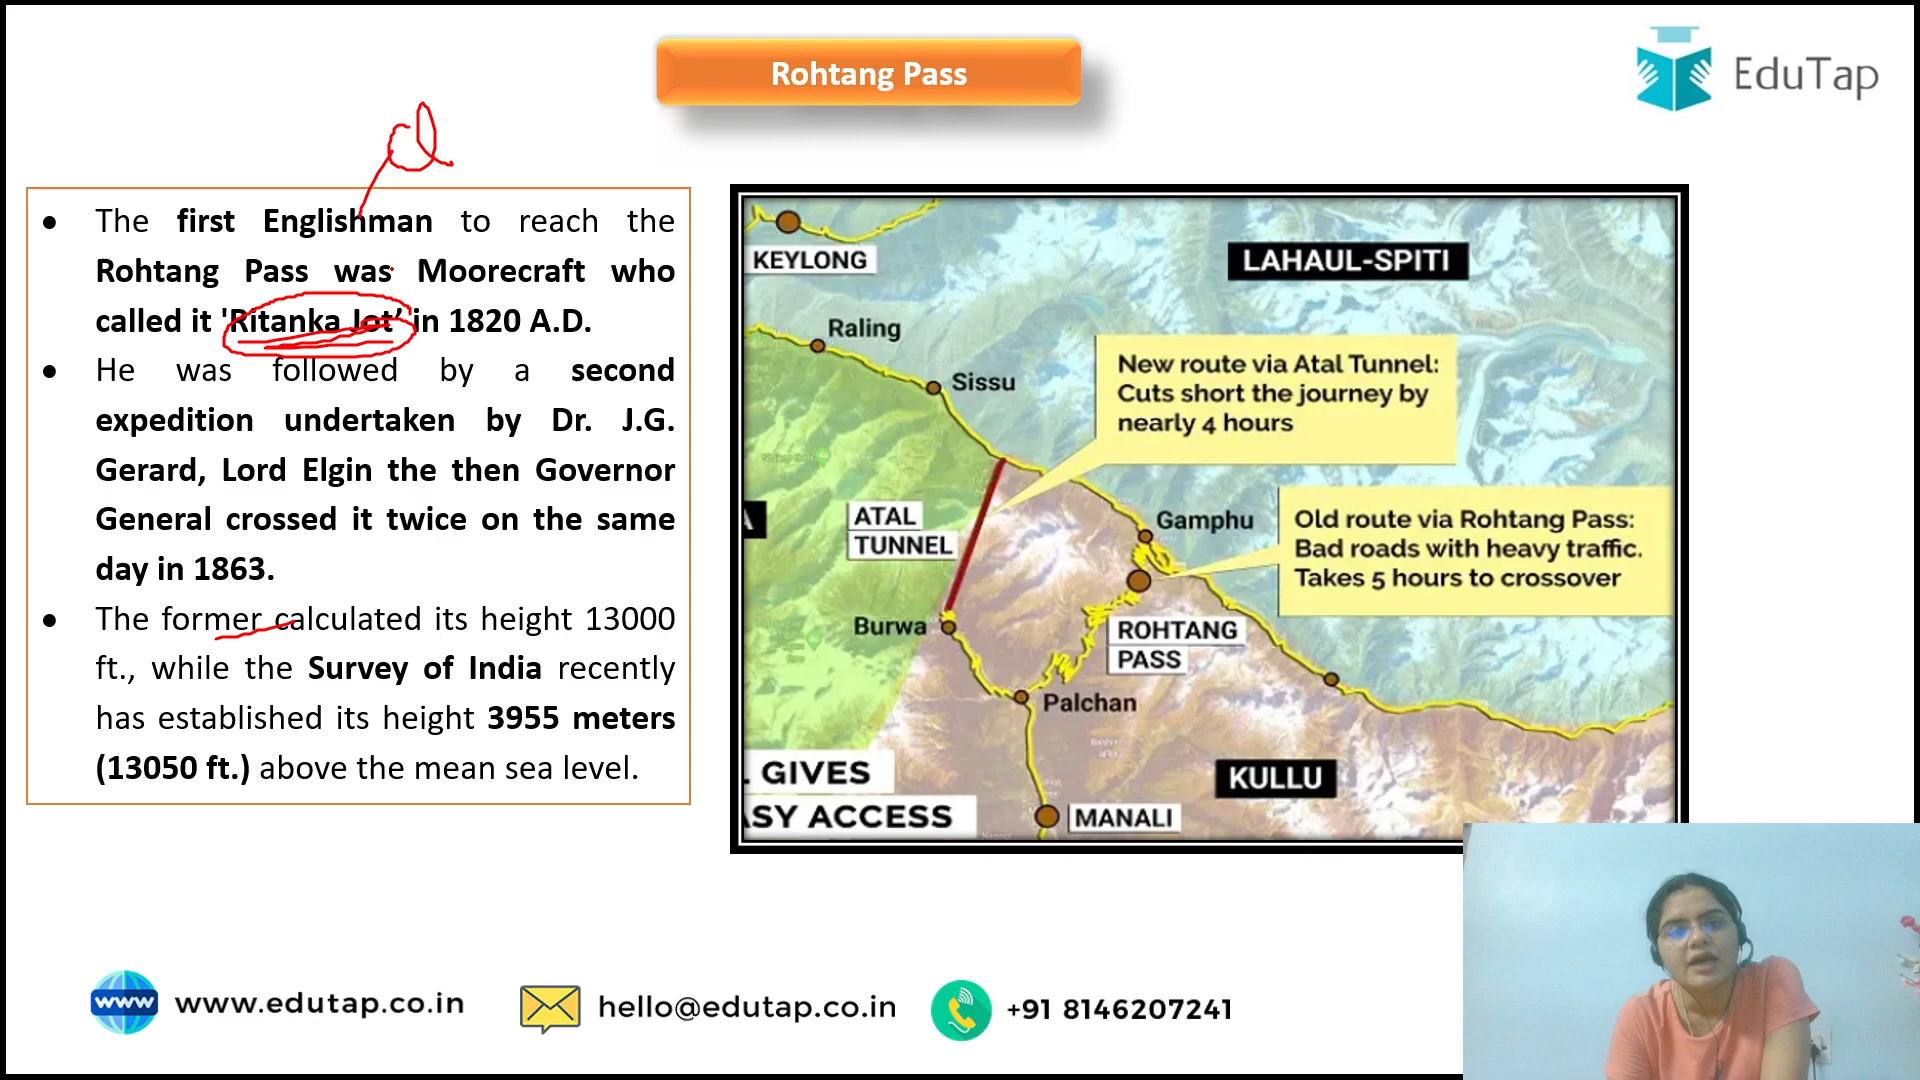 Rohtang Pass
EduTap
• The first Englishman to reach the
Rohtang Pass was Moorecraft who
called it 'Ritanka Jot' in 1820 A.D.
• He was followed by a second
expedition undertaken by Dr. J.G.
Gerard, Lord Elgin the then Governor
General crossed it twice on the same
day in 1863.
• The former calculated its height 13000
ft., while the Survey of India recently
has established its height 3955 meters
(13050 ft.) above the mean sea level.
KEYLONG
LAHAUL-SPITI
Raling
Sissu
New route via Atal Tunnel:
Cuts short the journey by
nearly 4 hours
ATAL
TUNNEL
Gamphu
Old route via Rohtang Pass:
Bad roads with heavy traffic.
Takes 5 hours to crossover
Burwa
ROHTANG
PASS
Palchan
GIVES
ASY ACCESS
KULLU
MANALI
www
www.edutap.co.in
hello@edutap.co.in
+91 8146207241